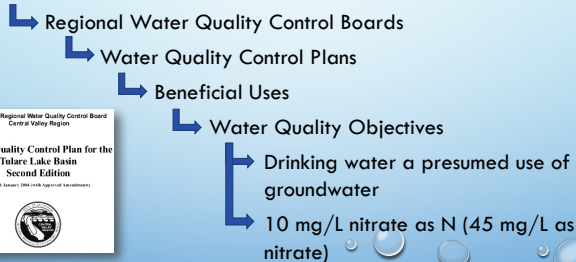 Regional Water Quality Control Boards
Water Quality Control Plans
Beneficial Uses
Water Quality Objectives
Drinking water a presumed use of
groundwater
10 mg/L nitrate as N (45 mg/L as
nitrate)
Regional Water Quality Control Board
Central Valley Region
uality Control Plan for the
Tulare Lake Basin
Second Edition
January 2004 (with Approved Amendments)